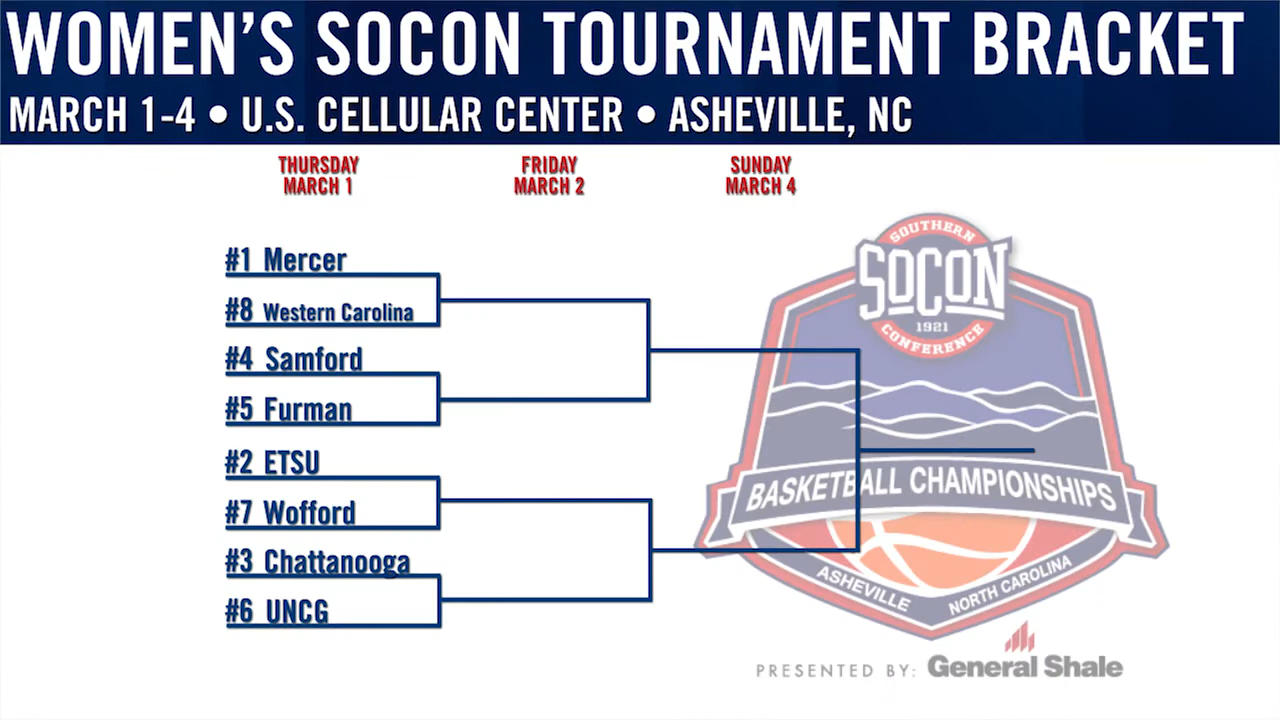 WOMEN'S SOCON TOURNAMENT BRACKET
MARCH 1-4 • U.S. CELLULAR CENTER • ASHEVILLE, NC
THURSDAY
MARCH 1
FRIDAY
MARCH 2
SUNDAY
MARCH 4
#1 Mercer
#8 Western Carolina
#4 Samford
#5 Furman
#2 ETSU
#7 Wofford
#3 Chattanooga
#6 UNCG
SOUTHERN
SOCON
1921
CONFERENCE
BASKETBALL CHAMPIONSHIPS
ASHEVILLE NORTH CAROLINA
PRESENTED BY: General Shale